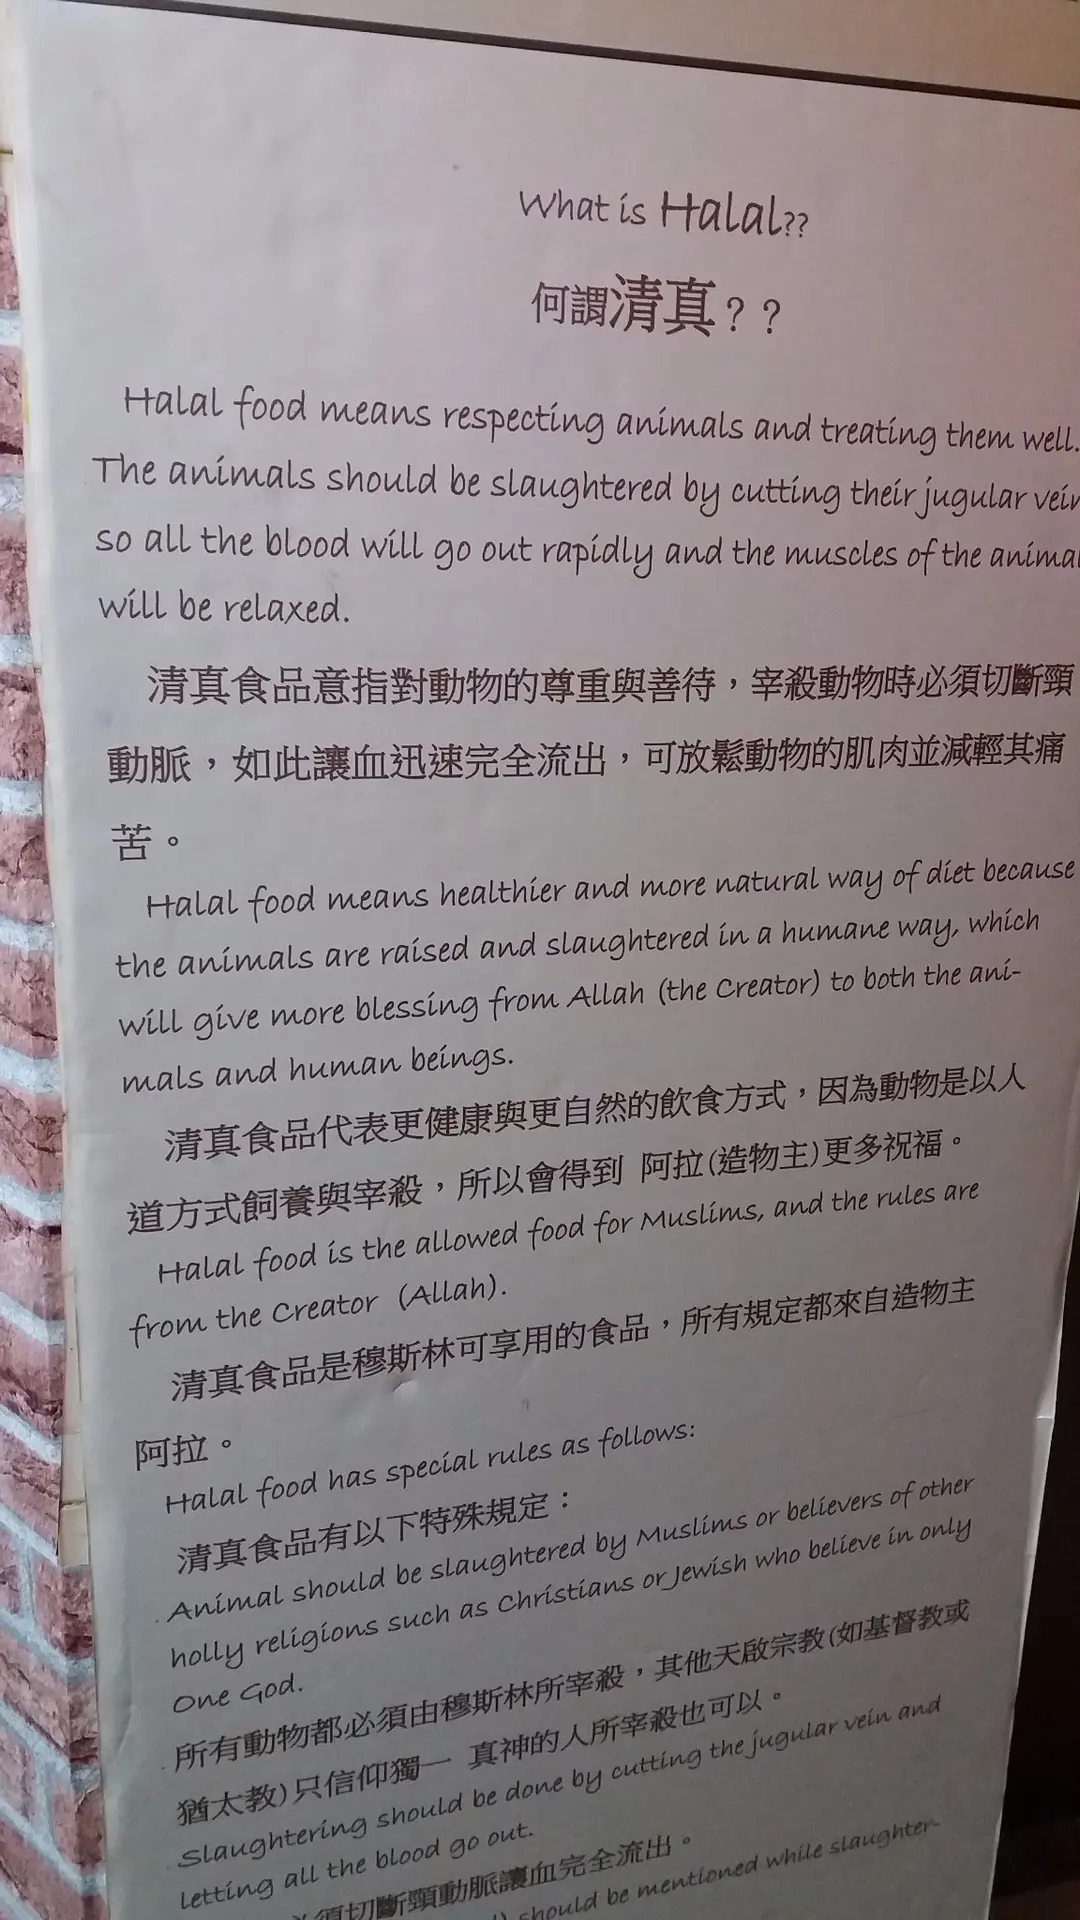 What is Halal??
何謂清真？？
Halal food means respecting animals and treating them well.
The animals should be slaughtered by cutting their jugular vein
so all the blood will go out rapidly and the muscles of the animal
will be relaxed.
清真食品意指對動物的尊重與善待，宰殺動物時必須切斷頸
動脈，如此讓血迅速完全流出，可放鬆動物的肌肉並減輕其痛
苦。
Halal food means healthier and more natural way of diet because
the animals are raised and slaughtered in a humane way, which
will give more blessing from Allah (the Creator) to both the ani-
mals and human beings.
清真食品代表更健康與更自然的飲食方式，因為動物是以人
道方式飼養與宰殺，所以會得到 阿拉(造物主)更多祝福。
Halal food is the allowed food for Muslims, and the rules are
from the Creator (Allah).
清真食品是穆斯林可享用的食品，所有規定都來自造物主
阿拉。
Halal food has special rules as follows:
清真食品有以下特殊規定：
. Animal should be slaughtered by Muslims or believers of other
holly religions such as Christians or Jewish who believe in only
One God.
. 所有動物都必須由穆斯林所宰殺，其他天啟宗教(如基督教或
猶太教)只信仰獨一 真神的人所宰殺也可以。
. Slaughtering should be done by cutting the jugular vein and
letting all the blood go out.
須切斷頸動脈讓血完全流出。
should be mentioned while slaughter-